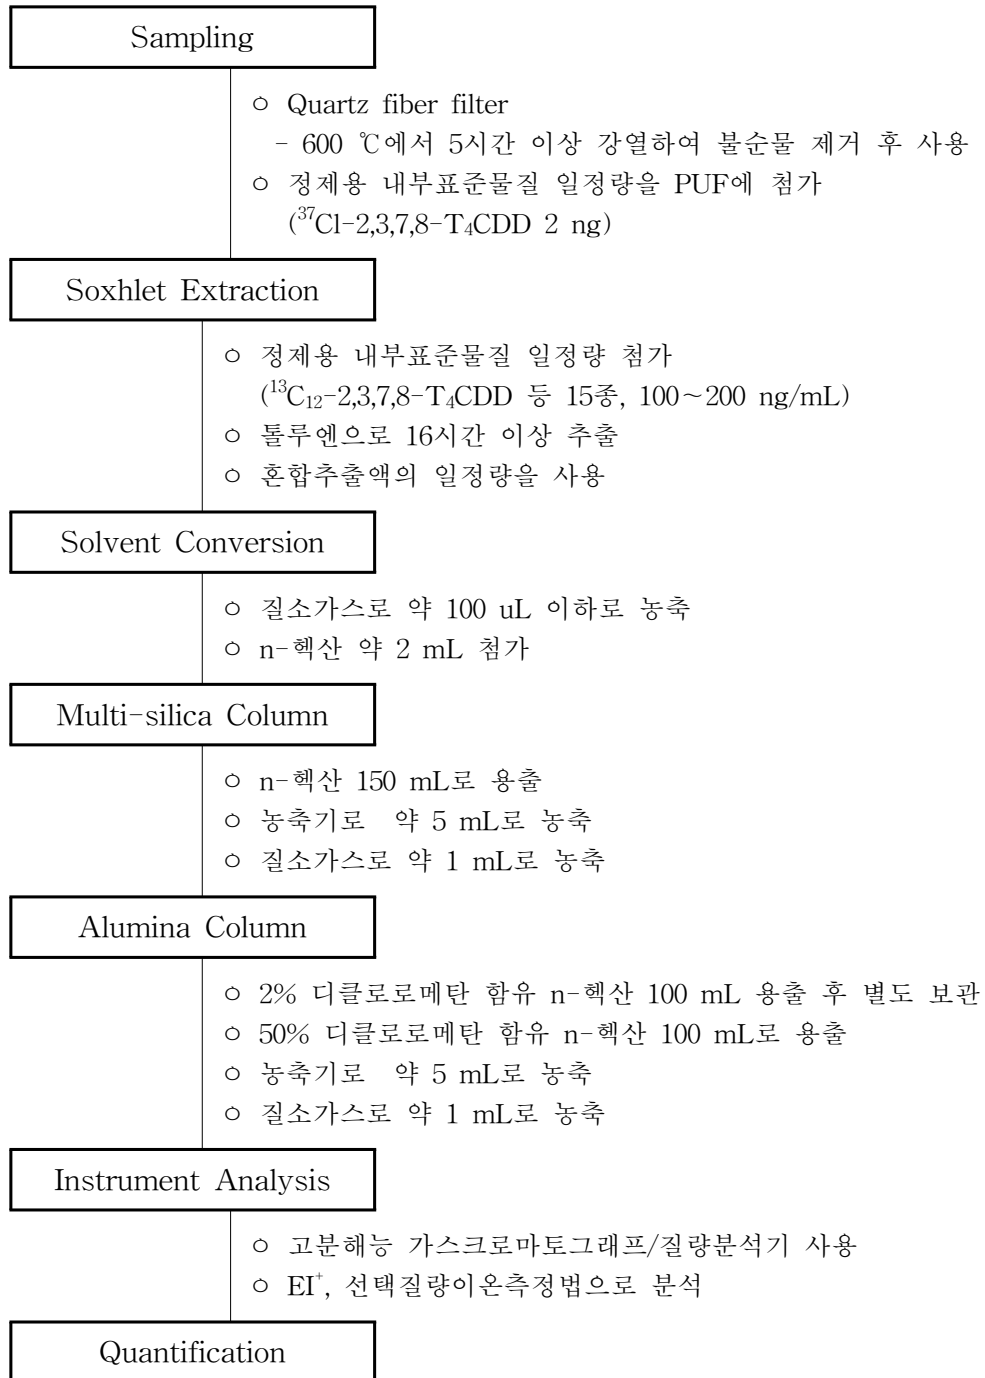 Sampling
○ Quartz fiber filter
- 600 ℃에서 5시간 이상 강열하여 불순물 제거 후 사용
○ 정제용 내부표준물질 일정량을 PUF에 첨가
(³⁷Cl-2,3,7,8-T₄CDD 2 ng)
Soxhlet Extraction
○ 정제용 내부표준물질 일정량 첨가
(¹³C₁₂-2,3,7,8-T₄CDD 등 15종, 100~200 ng/mL)
○ 톨루엔으로 16시간 이상 추출
○ 혼합추출액의 일정량을 사용
Solvent Conversion
○ 질소가스로 약 100 uL 이하로 농축
○ n-헥산 약 2 mL 첨가
Multi-silica Column
○ n-헥산 150 mL로 용출
○ 농축기로 약 5 mL로 농축
○ 질소가스로 약 1 mL로 농축
Alumina Column
○ 2% 디클로로메탄 함유 n-헥산 100 mL 용출 후 별도 보관
○ 50% 디클로로메탄 함유 n-헥산 100 mL로 용출
○ 농축기로 약 5 mL로 농축
○ 질소가스로 약 1 mL로 농축
Instrument Analysis
○ 고분해능 가스크로마토그래프/질량분석기 사용
○ EI⁺, 선택질량이온측정법으로 분석
Quantification